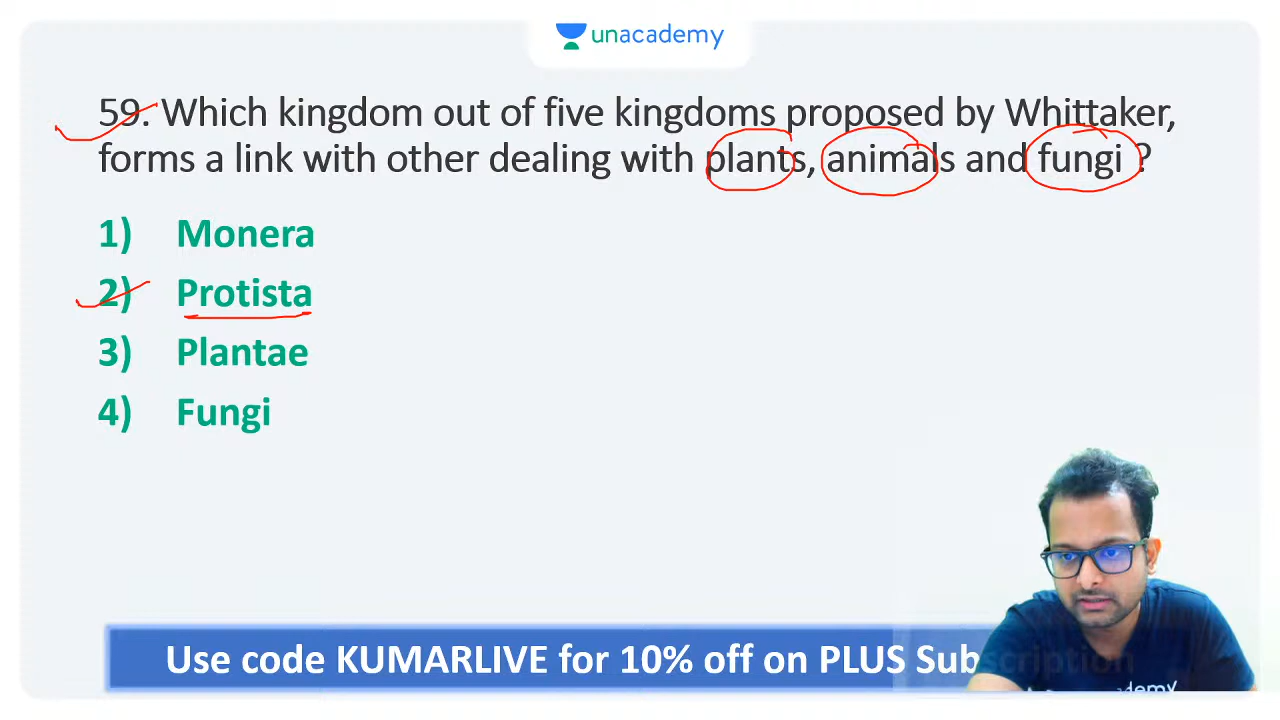 unacademy
59. Which kingdom out of five kingdoms proposed by Whittaker,
forms a link with other dealing with plants, animals and fungi ?
1) Monera
2) Protista
3) Plantae
4) Fungi
Use code KUMARLIVE for 10% off on PLUS Subscription